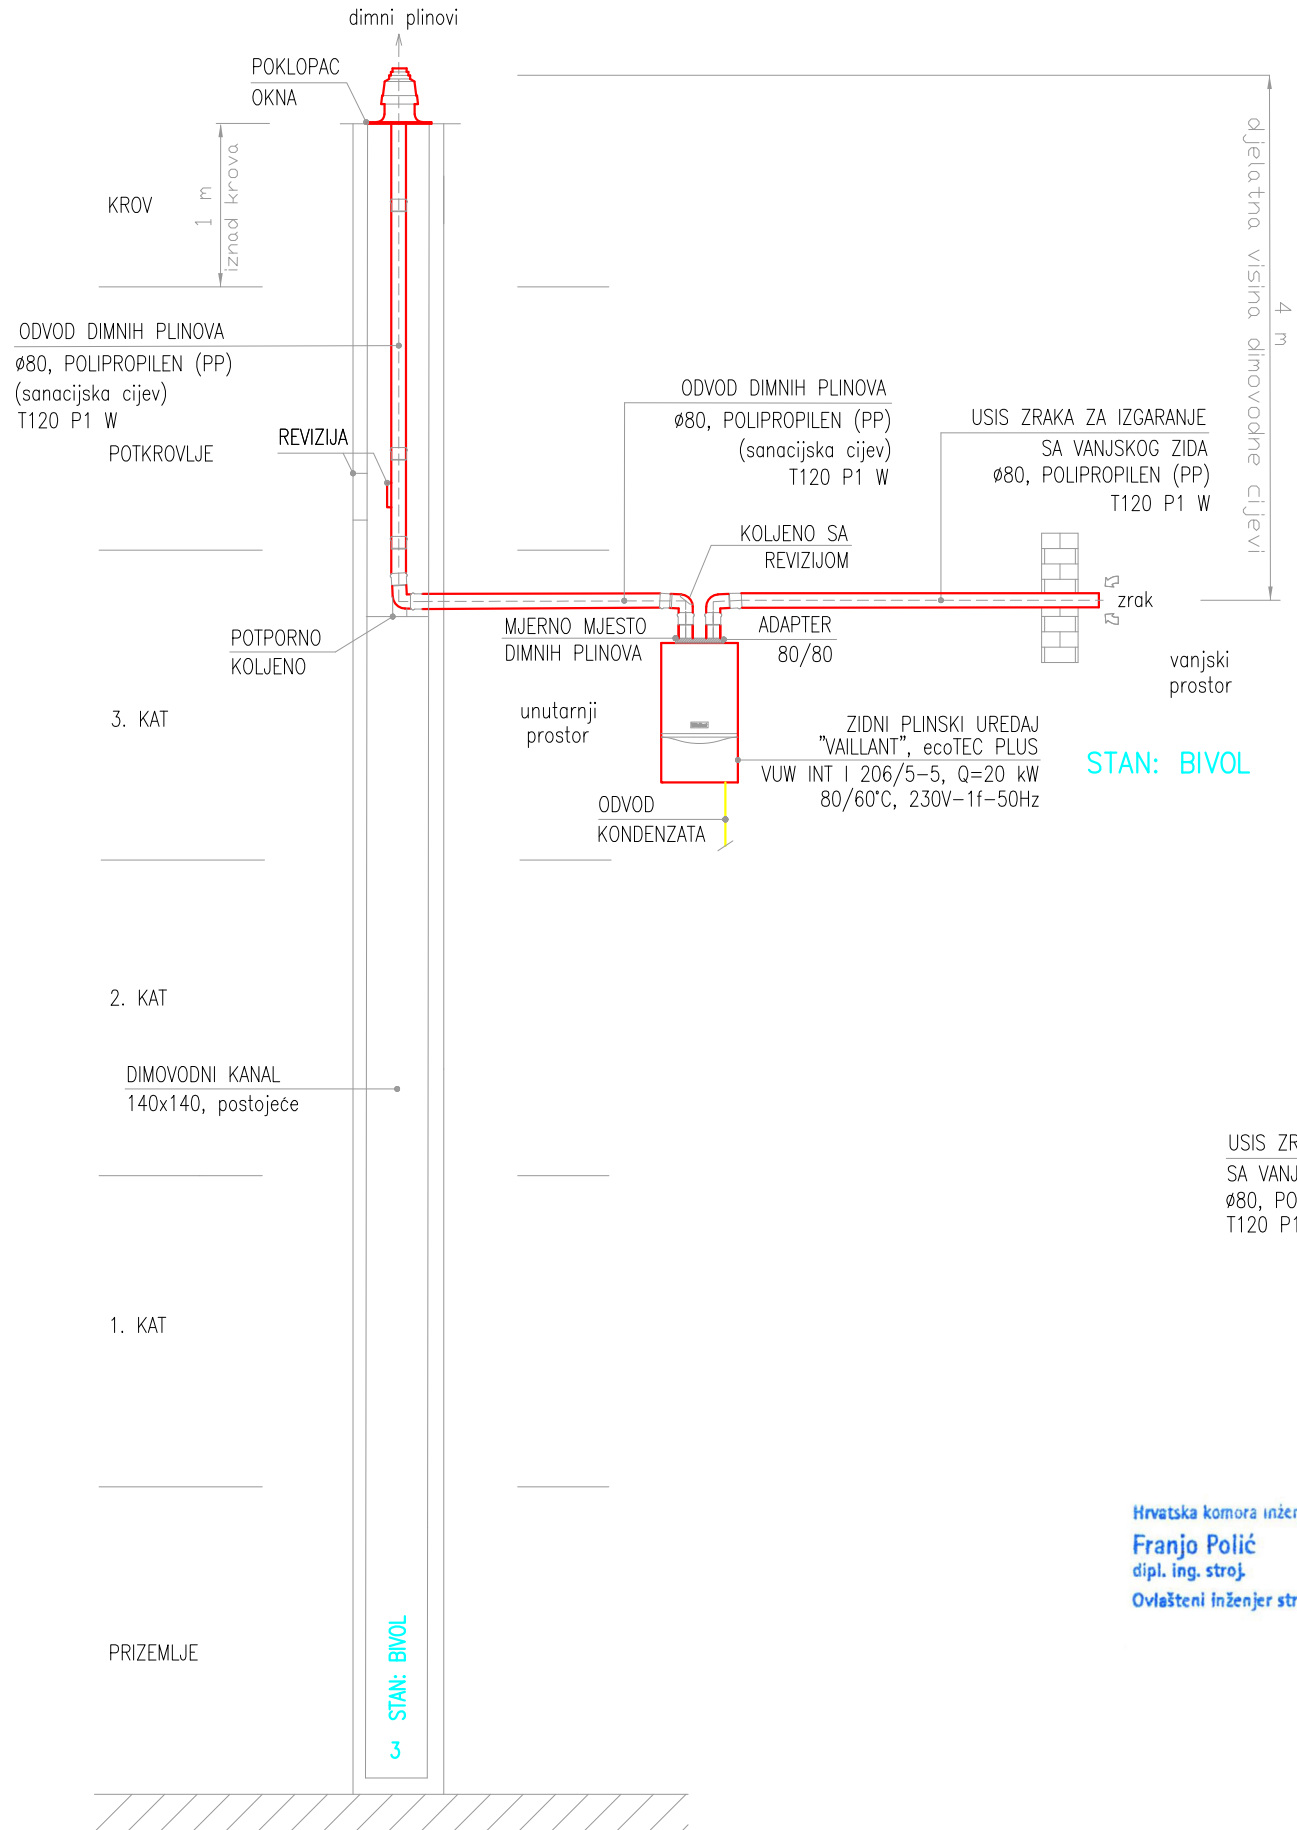 dimni plinovi
POKLOPAC
OKNA
KROV
1 m
iznad krova
ODVOD DIMNIH PLINOVA
ø80, POLIPROPILEN (PP)
(sanacijska cijev)
T120 P1 W
POTKROVLJE
REVIZIJA
ODVOD DIMNIH PLINOVA
ø80, POLIPROPILEN (PP)
(sanacijska cijev)
T120 P1 W
USIS ZRAKA ZA IZGARANJE
SA VANJSKOG ZIDA
ø80, POLIPROPILEN (PP)
T120 P1 W
djelatna visina dimovodne cijevi
4 m
KOLJENO SA
REVIZIJOM
zrak
POTPORNO
KOLJENO
MJERNO MJESTO
DIMNIH PLINOVA
ADAPTER
80/80
vanjski
prostor
3. KAT
unutarnji
prostor
ZIDNI PLINSKI UREDAJ
"VAILLANT", ecoTEC PLUS
VUW INT I 206/5-5, Q=20 kW
80/60°C, 230V-1f-50Hz
STAN: BIVOL
ODVOD
KONDENZATA
2. KAT
DIMOVODNI KANAL
140x140, postojeće
USIS ZR
SA VANJ
ø80, PO
T120 P1
1. KAT
Hrvatska komora inžen
Franjo Polić
dipl. ing. stroj.
Ovlašteni inženjer str
PRIZEMLJE
3 STAN: BIVOL